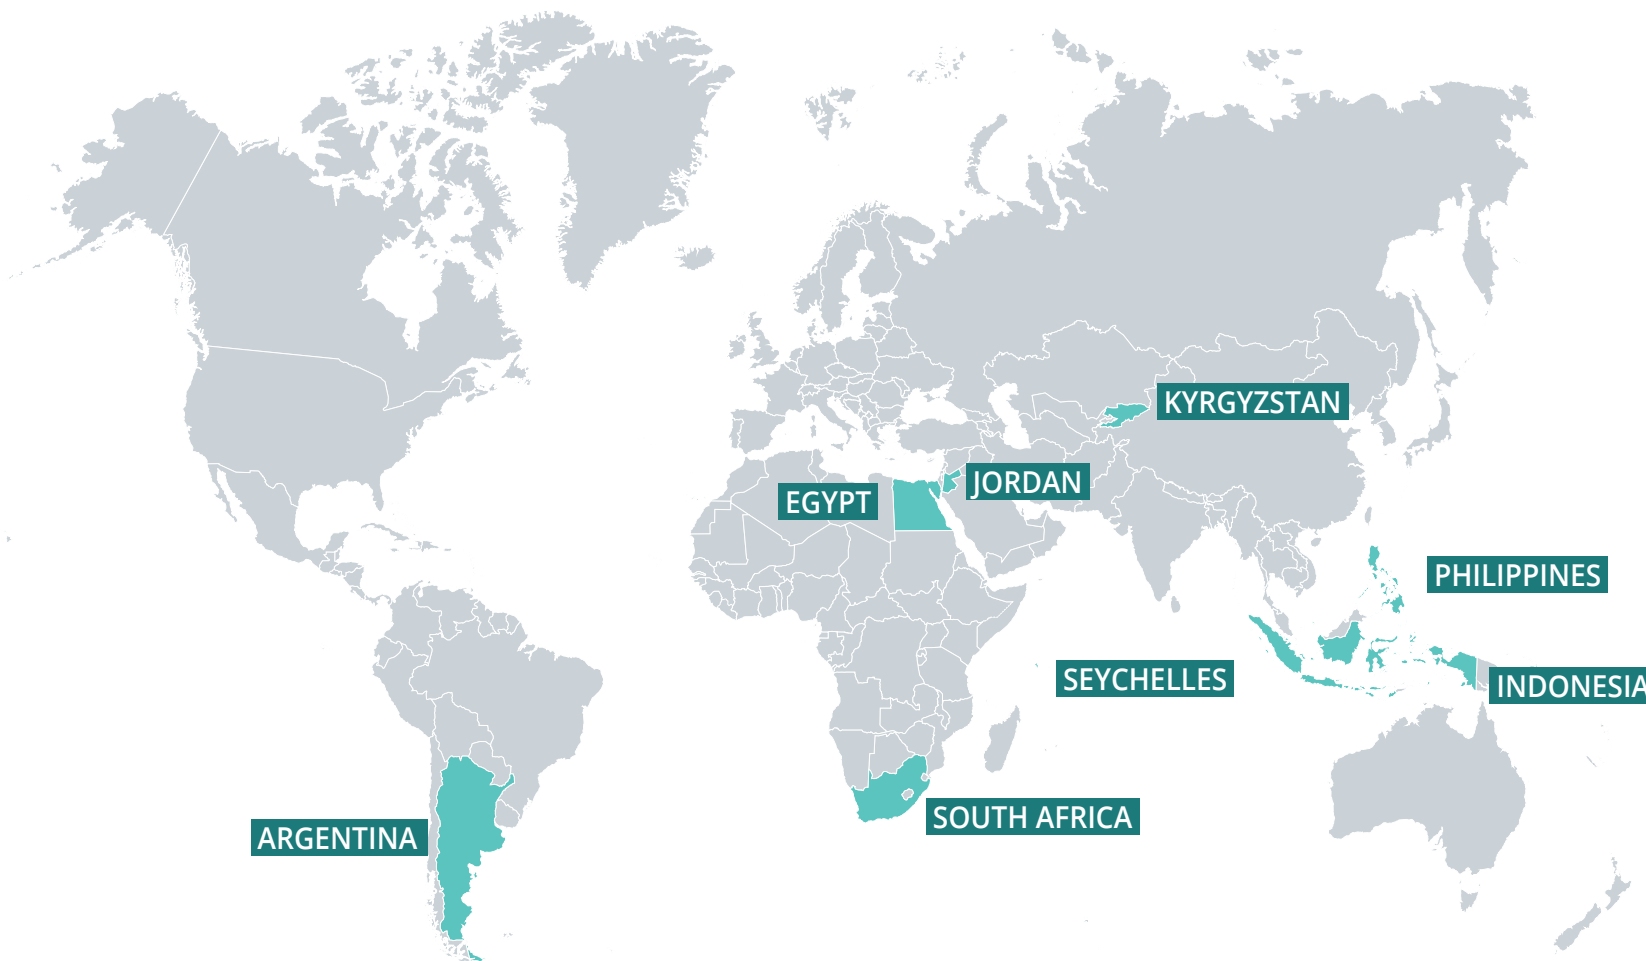 KYRGYZSTAN
JORDAN
EGYPT
PHILIPPINES
SEYCHELLES
INDONESIA
SOUTH AFRICA
ARGENTINA